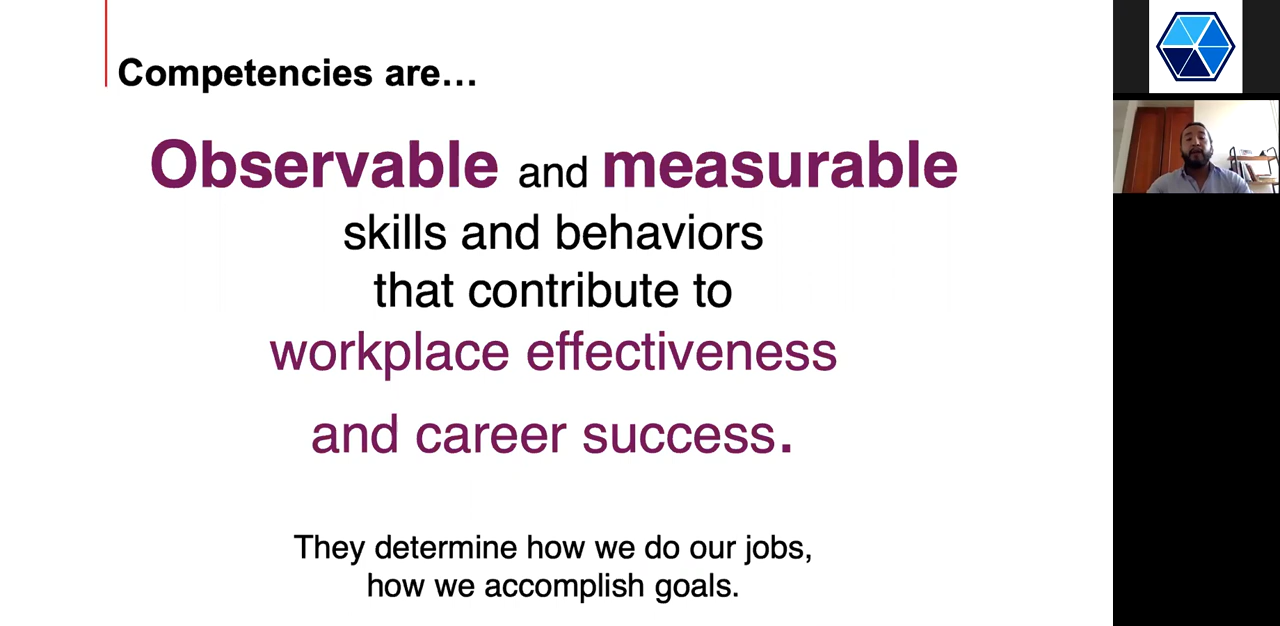 Competencies are…
Observable and measurable
skills and behaviors
that contribute to
workplace effectiveness
and career success.
They determine how we do our jobs,
how we accomplish goals.